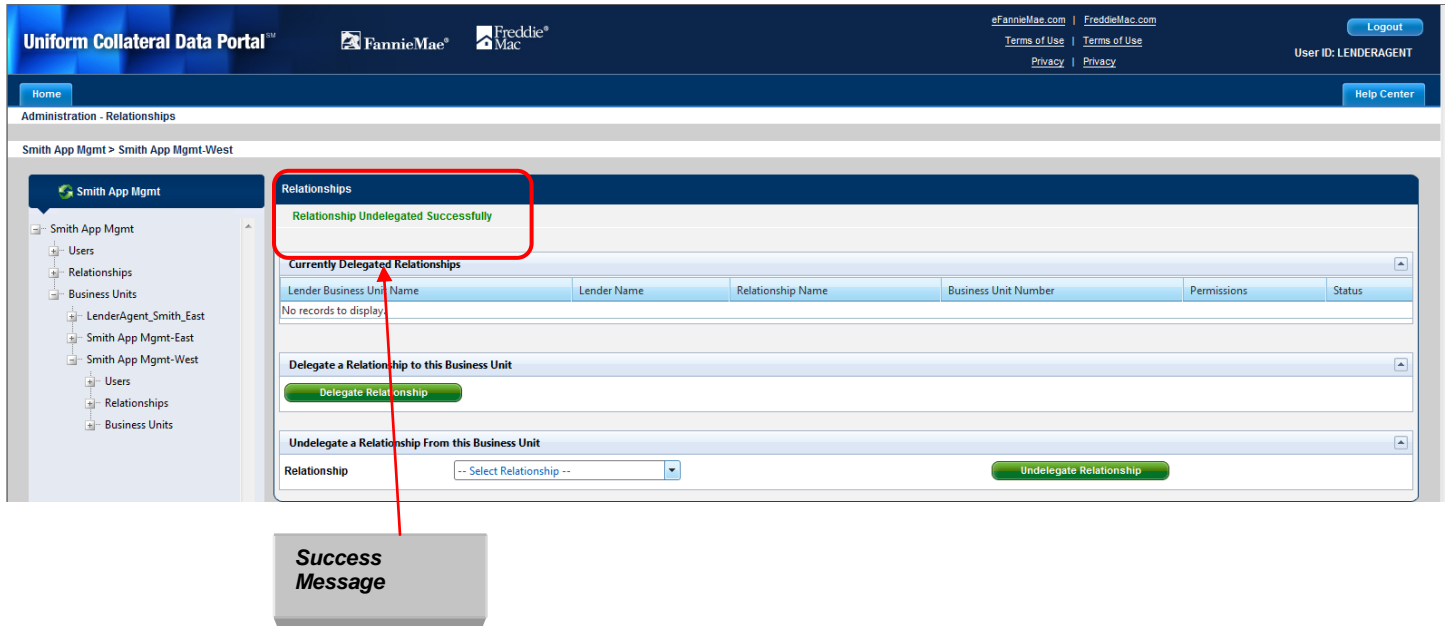 Uniform Collateral Data Portal℠
FannieMae®
Freddie®
Mac
eFannieMae.com | FreddieMac.com
Terms of Use | Terms of Use
Privacy | Privacy
Logout
User ID: LENDERAGENT
Home
Help Center
Administration - Relationships
Smith App Mgmt > Smith App Mgmt-West
Smith App Mgmt
Smith App Mgmt
Users
Relationships
Business Units
LenderAgent_Smith_East
Smith App Mgmt-East
Smith App Mgmt-West
Users
Relationships
Business Units
Relationships
Relationship Undelegated Successfully
Currently Delegated Relationships
Lender Business Unit Name Lender Name Relationship Name Business Unit Number Permissions Status
No records to display.
Delegate a Relationship to this Business Unit
Delegate Relationship
Undelegate a Relationship From this Business Unit
Relationship -- Select Relationship -- Undelegate Relationship
Success
Message